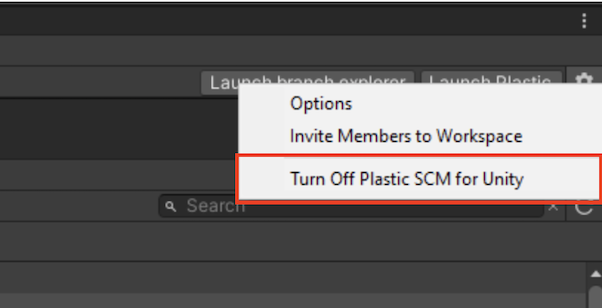 Launch branch explorer Launch Plastic
Options
Invite Members to Workspace
Turn Off Plastic SCM for Unity
Search